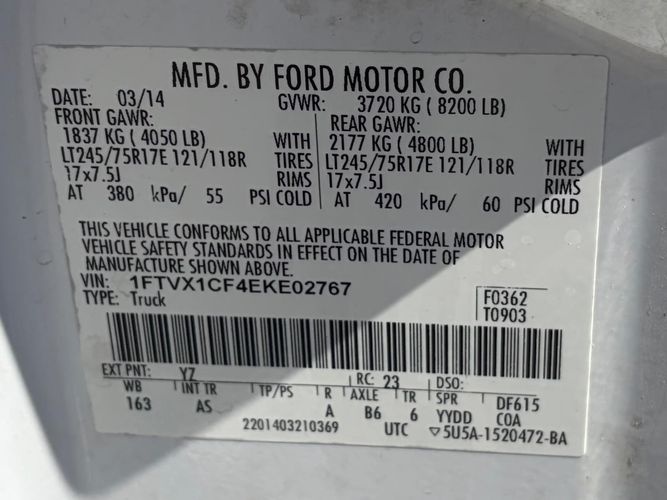 MFD. BY FORD MOTOR CO.
DATE: 03/14 GVWR: 3720 KG ( 8200 LB)
FRONT GAWR: REAR GAWR:
1837 KG ( 4050 LB) WITH 2177 KG ( 4800 LB) WITH
LT245/75R17E 121/118R TIRES LT245/75R17E 121/118R TIRES
17x7.5J RIMS 17x7.5J RIMS
AT 380 kPa/ 55 PSI COLD AT 420 kPa/ 60 PSI COLD
THIS VEHICLE CONFORMS TO ALL APPLICABLE FEDERAL MOTOR
VEHICLE SAFETY STANDARDS IN EFFECT ON THE DATE OF
MANUFACTURE SHOWN ABOVE.
VIN: 1FTVX1CF4EKE02767
TYPE: Truck
F0362
T0903
EXT PNT: YZ RC: 23 DSO:
WB INT TR TP/PS R AXLE TR SPR DF615
163 AS A B6 6 YYDD COA
2201403210369 UTC ▽5U5A-1520472-BA